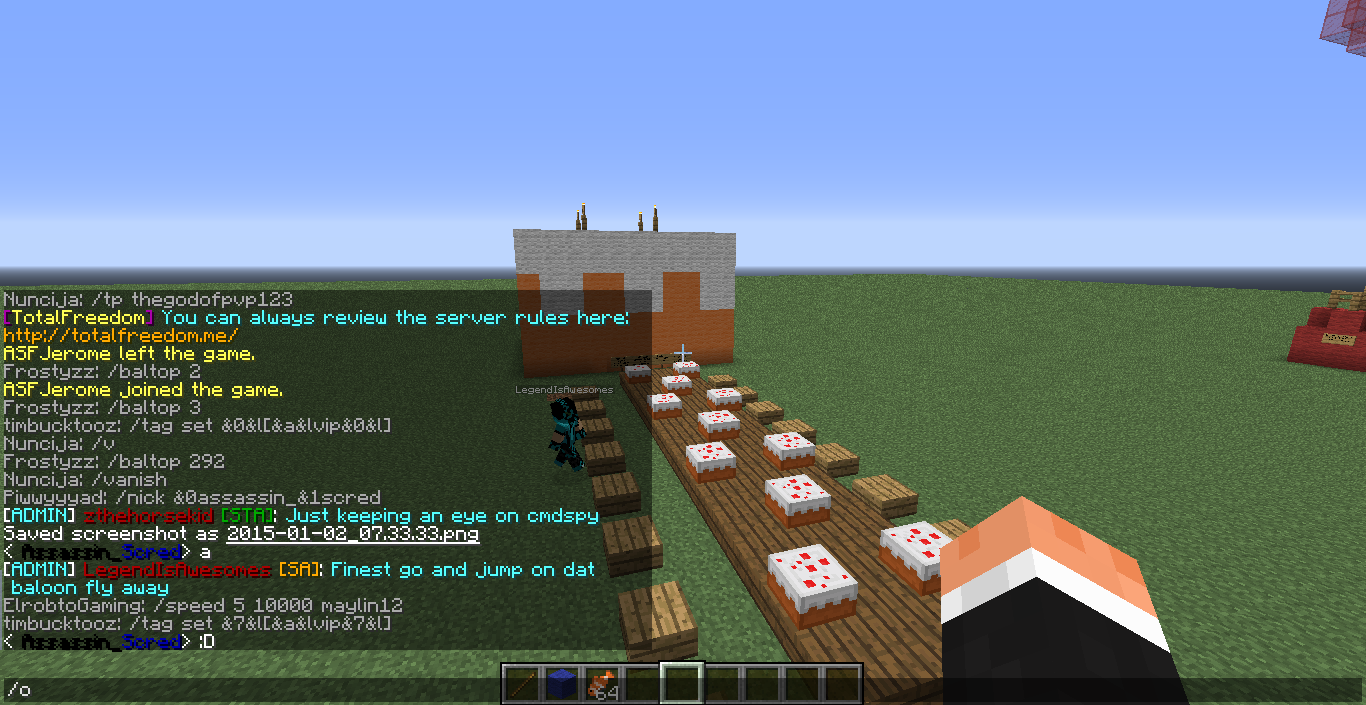 Nuncija: /tp thegodofpvp123
[TotalFreedom] You can always review the server rules here:
http://totalfreedom.me/
ASFJerome left the game.
Frostyzz: /baltop 2
ASFJerome joined the game.
Frostyzz: /baltop 3
timbucktooz: /tag set &0&l[&a&lvip&0&l]
Nuncija: /v
Frostyzz: /baltop 292
Nuncija: /vanish
Piwwyyyad: /nick &0assassin_&1scred
[ADMIN] zthehorsekid [STA]: Just keeping an eye on cmdspy
Saved screenshot as 2015-01-02_07.33.33.png
< Assassin_Scred> a
[ADMIN] LegendIsAwesomes [SA]: Finest go and jump on dat
baloon fly away
ElrobtoGaming: /speed 5 10000 maylin12
timbucktooz: /tag set &7&l[&a&lvip&7&l]
< Assassin_Scred> :D
LegendIsAwesomes
64
/o